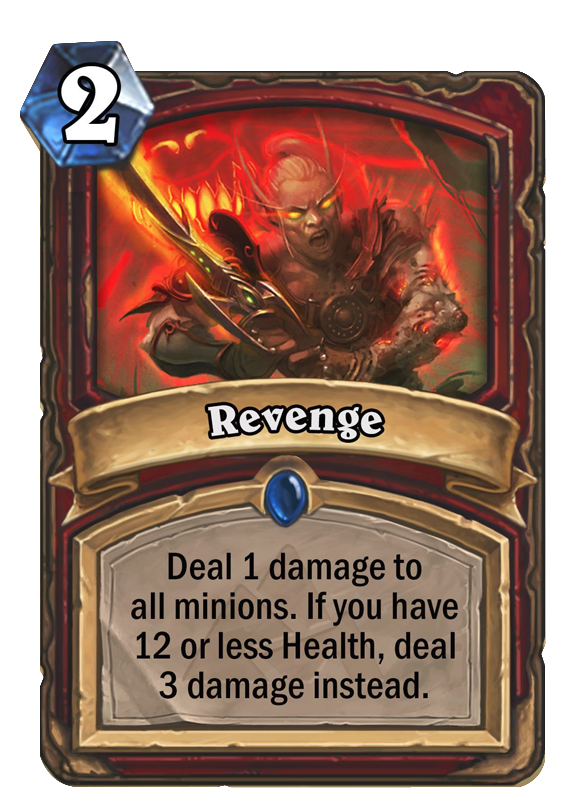 2
Revenge
Deal 1 damage to
all minions. If you have
12 or less Health, deal
3 damage instead.